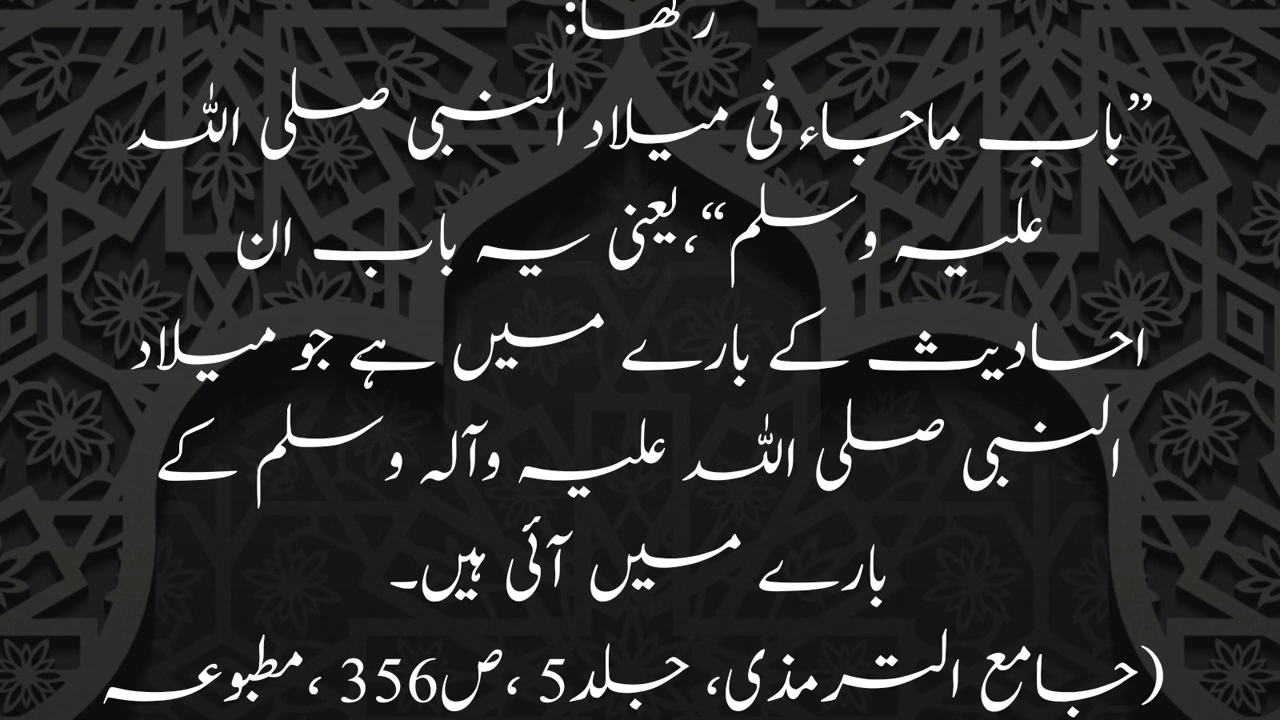 رکھا:
”باب ماجاء فی میلاد النبی صلی اللہ
علیہ وسلم“،یعنی یہ باب ان
احادیث کے بارے میں ہے جو میلاد
النبی صلی اللہ علیہ وآلہ وسلم کے
بارے میں آئی ہیں۔
(جامع الترمذی، جلد5،ص356،مطبوعہ